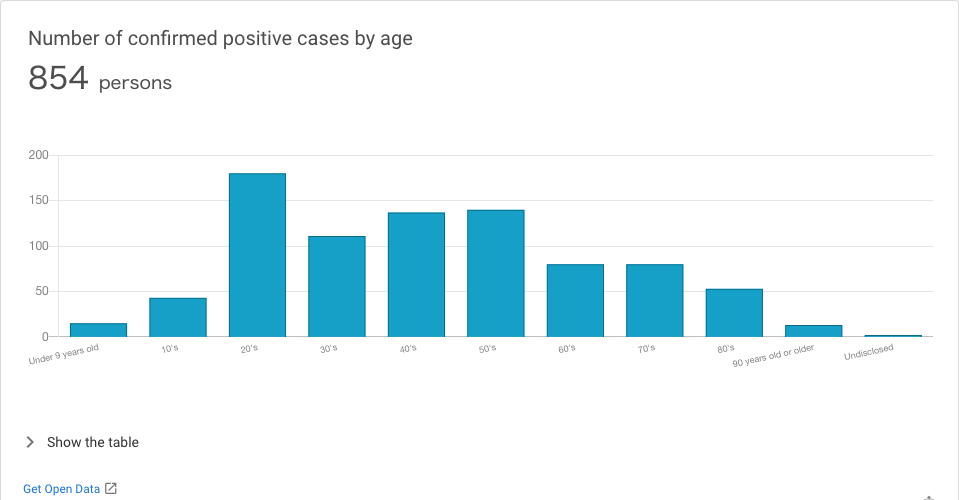 Number of confirmed positive cases by age
854 persons
200
150
100
50
0
Under 9 years old
10's
20's
30's
40's
50's
60's
70's
80's
90 years old or older
Undisclosed
Show the table
Get Open Data